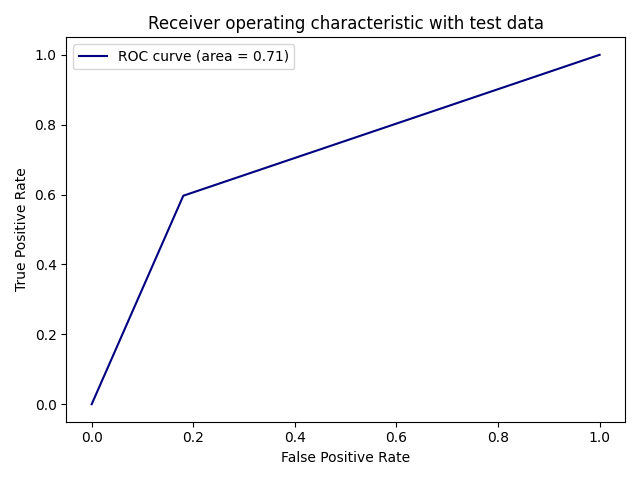 Receiver operating characteristic with test data
ROC curve (area = 0.71)
1.0
0.8
0.6
0.4
0.2
0.0
True Positive Rate
0.0 0.2 0.4 0.6 0.8 1.0
False Positive Rate